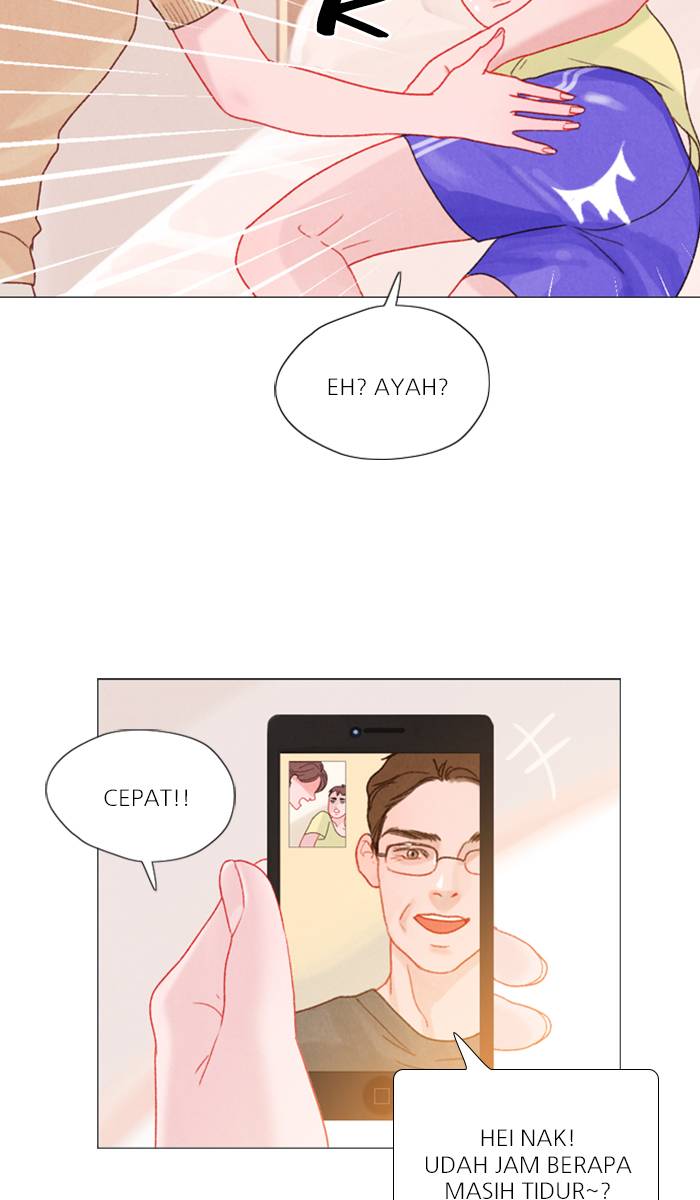 EH? AYAH?
CEPAT!!
HEI NAK!
UDAH JAM BERAPA
MASIH TIDUR~?